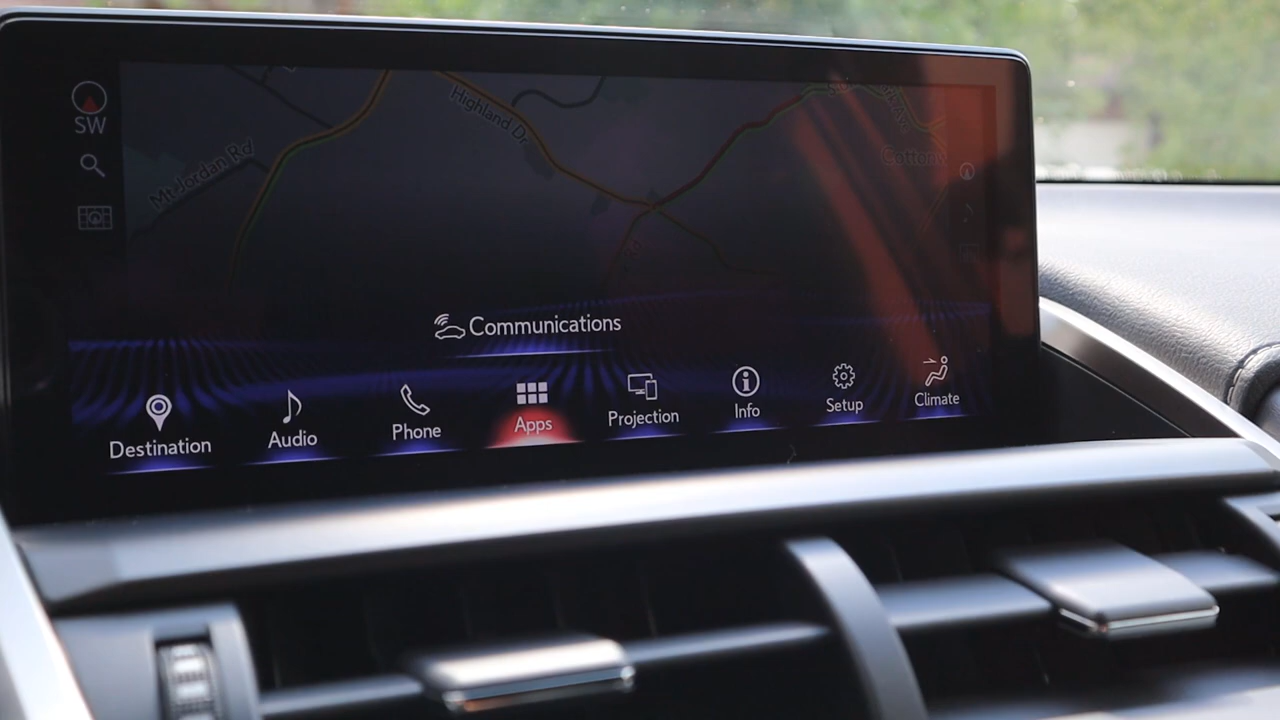 SW
Highland Dr
Mt Jordan Rd
Communications
Destination
Audio
Phone
Apps
Projection
Info
Setup
Climate